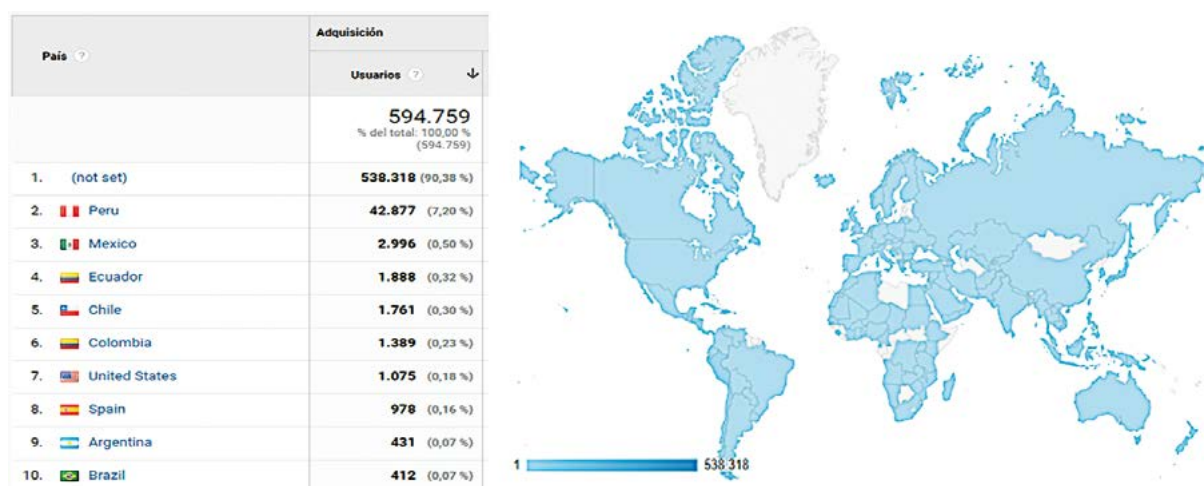 País ?
Adquisición
Usuarios ?
594.759
% del total: 100,00 %
(594.759)
1. (not set) 538.318 (90,38 %)
2. Peru 42.877 (7,20 %)
3. Mexico 2.996 (0,50 %)
4. Ecuador 1.888 (0,32 %)
5. Chile 1.761 (0,30 %)
6. Colombia 1.389 (0,23 %)
7. United States 1.075 (0,18 %)
8. Spain 978 (0,16 %)
9. Argentina 431 (0,07 %)
10. Brazil 412 (0,07 %)
1 538 318